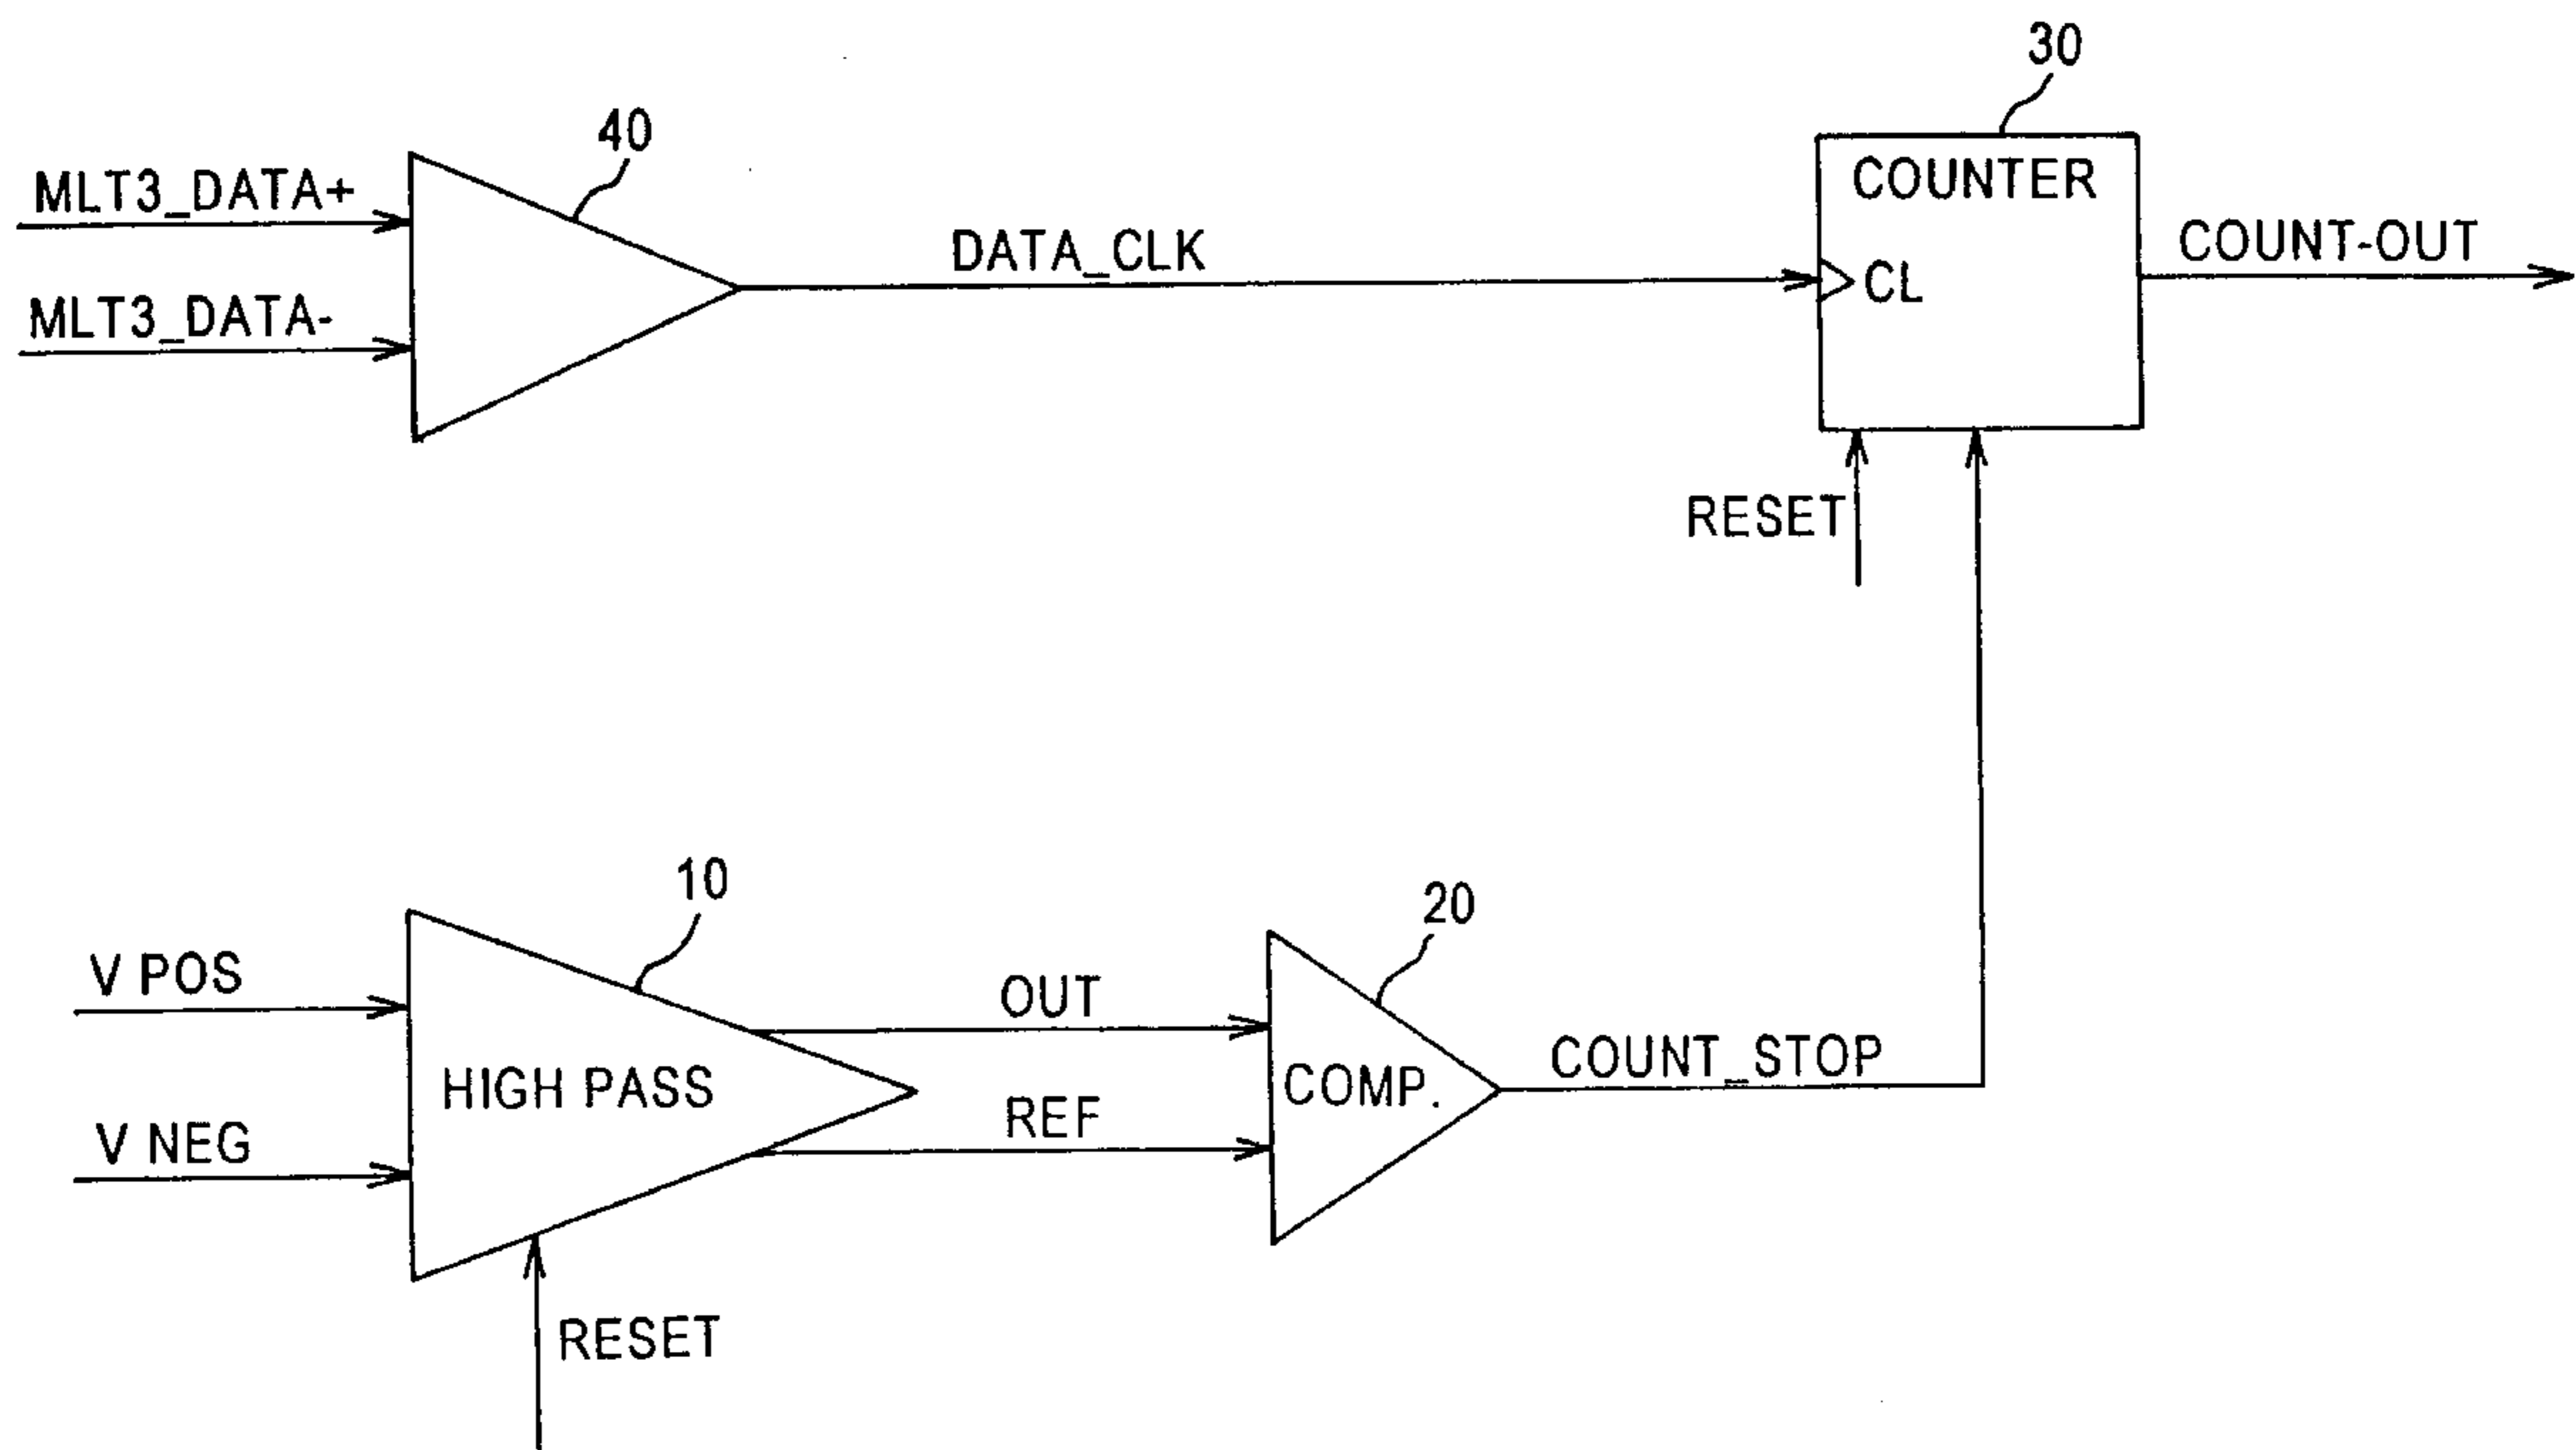 30
40
COUNTER
MLT3_DATA+
DATA_CLK
COUNT-OUT
CL
MLT3_DATA-
RESET
10
20
V POS
OUT
HIGH PASS
COMP.
COUNT_STOP
REF
V NEG
RESET